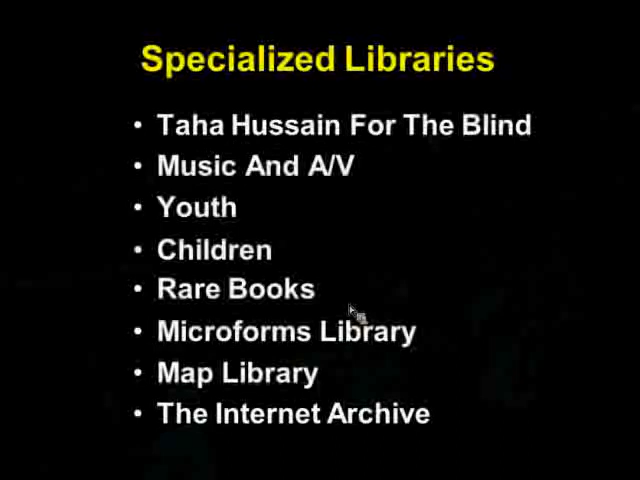 Specialized Libraries
• Taha Hussain For The Blind
• Music And A/V
• Youth
• Children
• Rare Books
• Microforms Library
• Map Library
• The Internet Archive